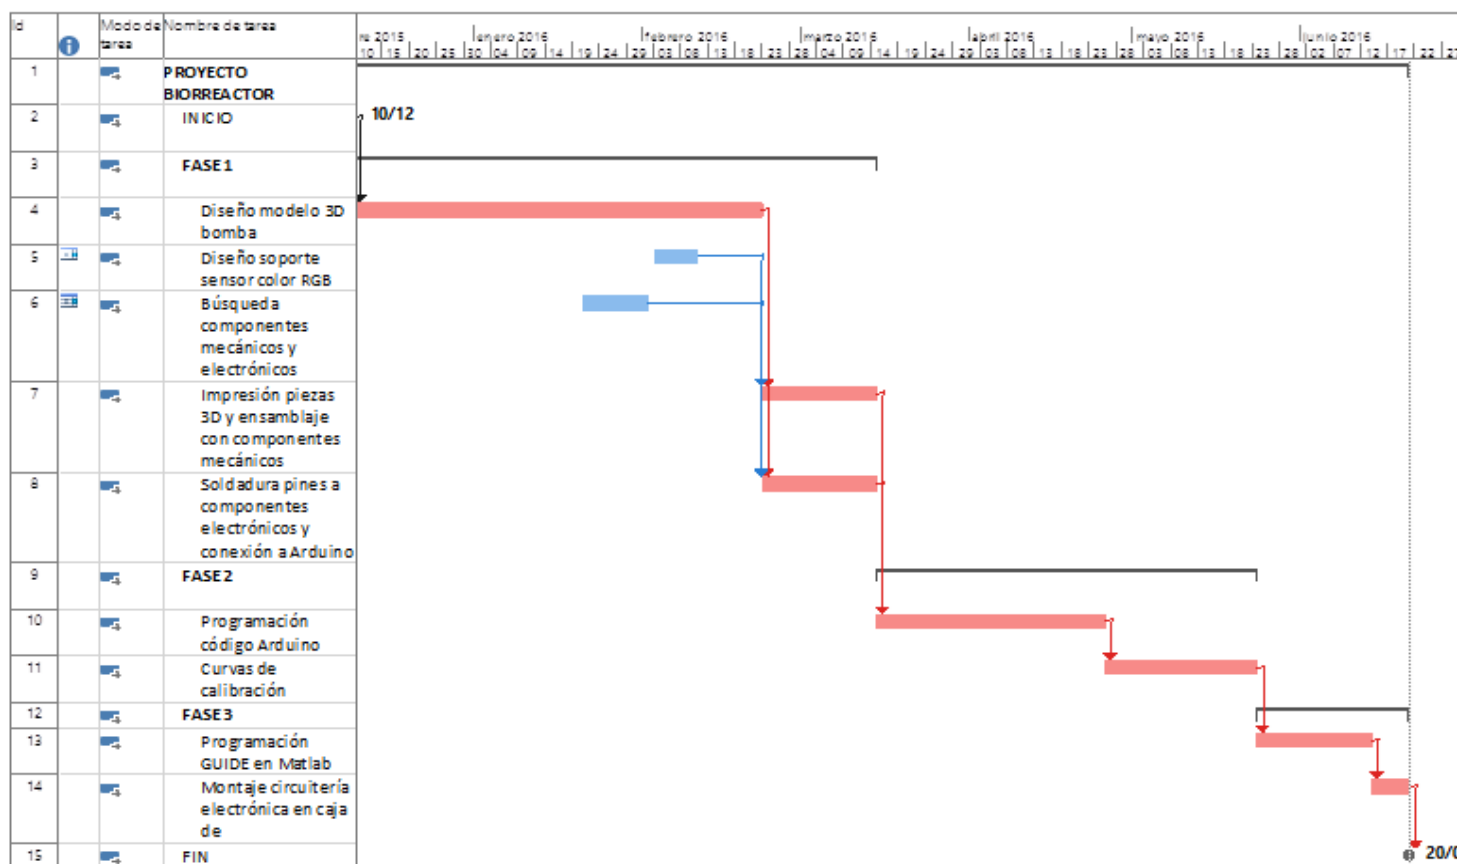 Id
Modo de
tarea
Nombre de tarea
re 2015
enero 2016
febrero 2016
marzo 2016
abril 2016
mayo 2016
junio 2016
10 15 20 25 30 04 09 14 19 24 29 03 08 13 18 23 28 04 09 14 19 24 29 03 08 13 18 23 28 03 08 13 18 23 28 02 07 12 17 22 27
1
PROYECTO
BIORREACTOR
2
INICIO
10/12
3
FASE1
4
Diseño modelo 3D
bomba
5
Diseño soporte
sensor color RGB
6
Búsqueda
componentes
mecánicos y
electrónicos
7
Impresión piezas
3D y ensamblaje
con componentes
mecánicos
8
Soldadura pines a
componentes
electrónicos y
conexión a Arduino
9
FASE2
10
Programación
código Arduino
11
Curvas de
calibración
12
FASE3
13
Programación
GUIDE en Matlab
14
Montaje circuitería
electrónica en caja
de
15
FIN